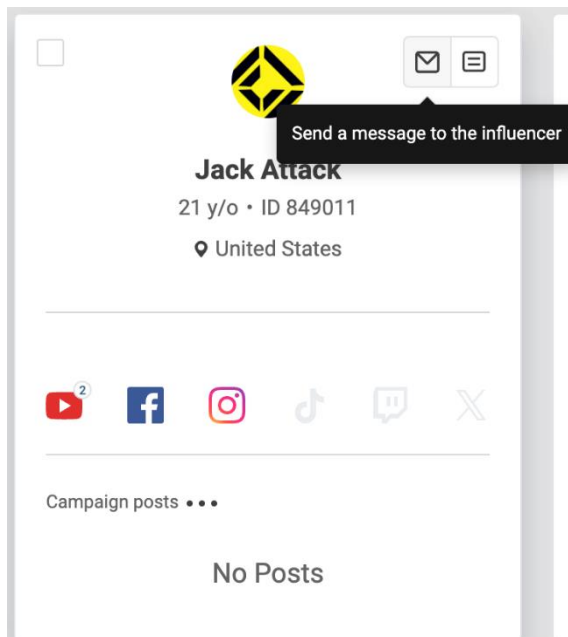 Send a message to the influencer
Jack Attack
21 y/o • ID 849011
United States
2
Campaign posts •••
No Posts